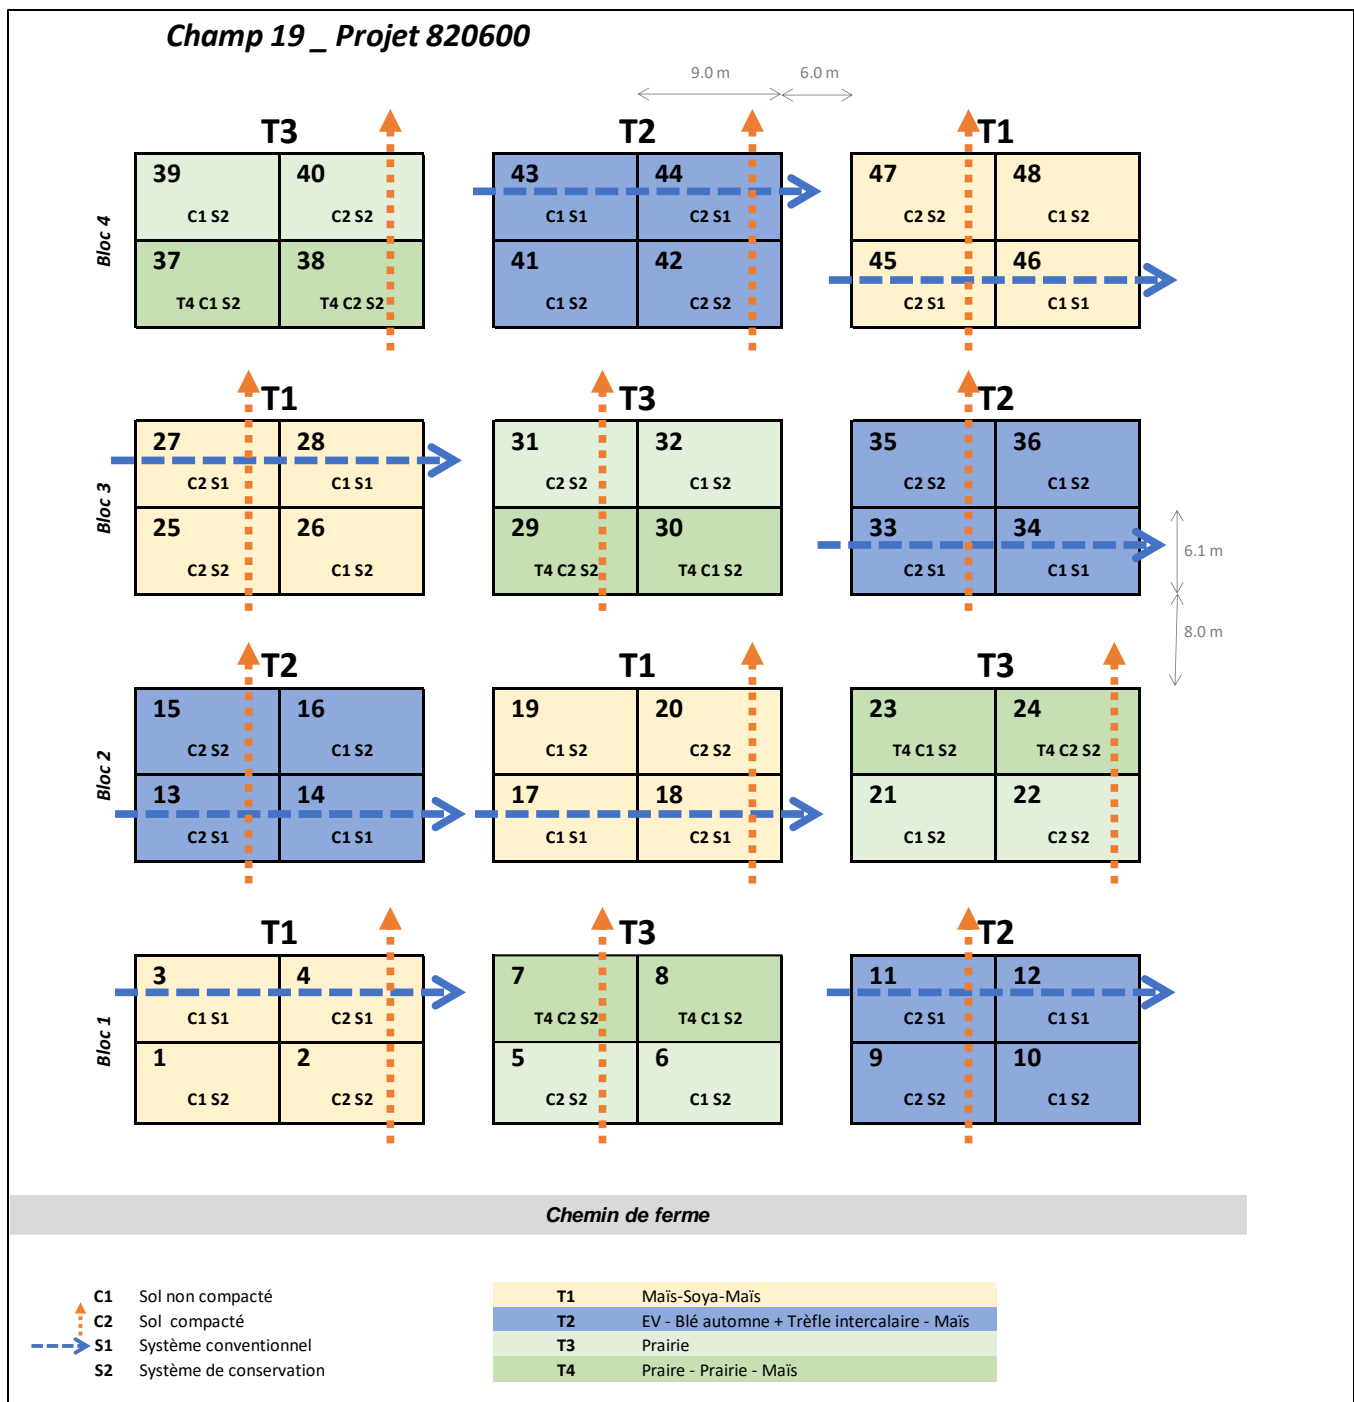 Champ 19 _ Projet 820600
9.0 m 6.0 m
T3 T2 T1
39 40 43 44 47 48
C1 S2 C2 S2 C1 S1 C2 S1 C2 S2 C1 S2
Bloc 4
37 38 41 42 45 46
T4 C1 S2 T4 C2 S2 C1 S2 C2 S2 C2 S1 C1 S1
T1 T3 T2
27 28 31 32 35 36
C2 S1 C1 S1 C2 S2 C1 S2 C2 S2 C1 S2
Bloc 3
25 26 29 30 33 34
6.1 m
C2 S2 C1 S2 T4 C2 S2 T4 C1 S2 C2 S1 C1 S1
8.0 m
T2 T1 T3
15 16 19 20 23 24
C2 S2 C1 S2 C1 S2 C2 S2 T4 C1 S2 T4 C2 S2
Bloc 2
13 14 17 18 21 22
C2 S1 C1 S1 C1 S1 C2 S1 C1 S2 C2 S2
T1 T3 T2
3 4 7 8 11 12
C1 S1 C2 S1 T4 C2 S2 T4 C1 S2 C2 S1 C1 S1
Bloc 1
1 2 5 6 9 10
C1 S2 C2 S2 C2 S2 C1 S2 C2 S2 C1 S2
Chemin de ferme
C1 Sol non compacté T1 Maïs-Soya-Maïs
C2 Sol compacté T2 EV - Blé automne + Trèfle intercalaire - Maïs
S1 Système conventionnel T3 Prairie
S2 Système de conservation T4 Praire - Prairie - Maïs